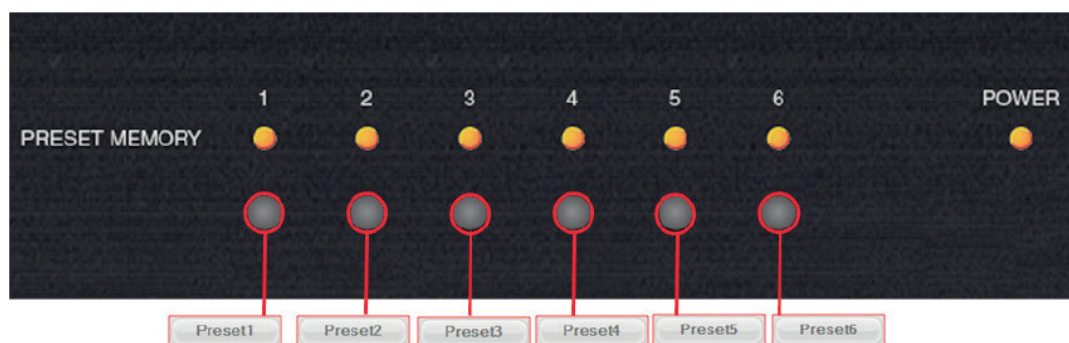 1 2 3 4 5 6 POWER
PRESET MEMORY
Preset1 Preset2 Preset3 Preset4 Preset5 Preset6